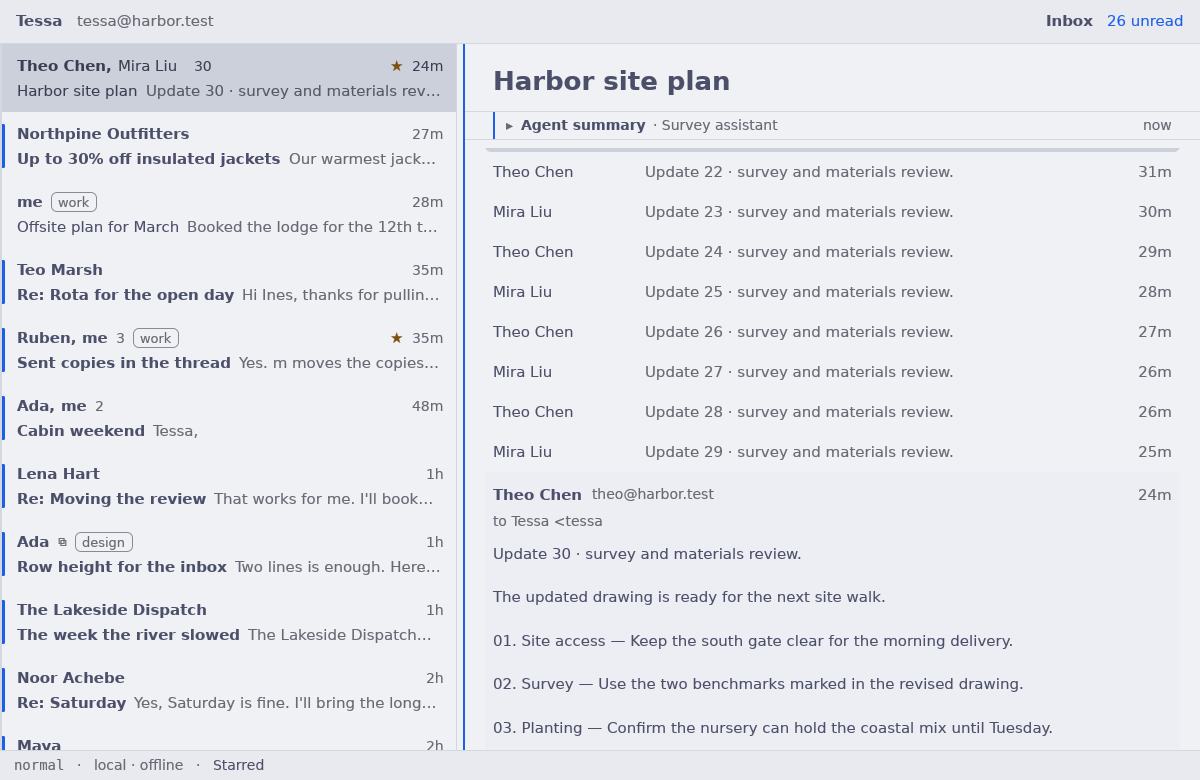 Tessa tessa@harbor.test
Inbox 26 unread
Theo Chen, Mira Liu 30 ★ 24m
Harbor site plan Update 30 · survey and materials rev…
Northpine Outfitters 27m
Up to 30% off insulated jackets Our warmest jack…
me work 28m
Offsite plan for March Booked the lodge for the 12th t…
Teo Marsh 35m
Re: Rota for the open day Hi Ines, thanks for pullin…
Ruben, me 3 work ★ 35m
Sent copies in the thread Yes. m moves the copies…
Ada, me 2 48m
Cabin weekend Tessa,
Lena Hart 1h
Re: Moving the review That works for me. I'll book…
Ada design 1h
Row height for the inbox Two lines is enough. Here…
The Lakeside Dispatch 1h
The week the river slowed The Lakeside Dispatch…
Noor Achebe 2h
Re: Saturday Yes, Saturday is fine. I'll bring the long…
Maya 2h
Harbor site plan
▸ Agent summary · Survey assistant now
Theo Chen Update 22 · survey and materials review. 31m
Mira Liu Update 23 · survey and materials review. 30m
Theo Chen Update 24 · survey and materials review. 29m
Mira Liu Update 25 · survey and materials review. 28m
Theo Chen Update 26 · survey and materials review. 27m
Mira Liu Update 27 · survey and materials review. 26m
Theo Chen Update 28 · survey and materials review. 26m
Mira Liu Update 29 · survey and materials review. 25m
Theo Chen theo@harbor.test 24m
to Tessa <tessa
Update 30 · survey and materials review.
The updated drawing is ready for the next site walk.
01. Site access — Keep the south gate clear for the morning delivery.
02. Survey — Use the two benchmarks marked in the revised drawing.
03. Planting — Confirm the nursery can hold the coastal mix until Tuesday.
normal · local · offline · Starred